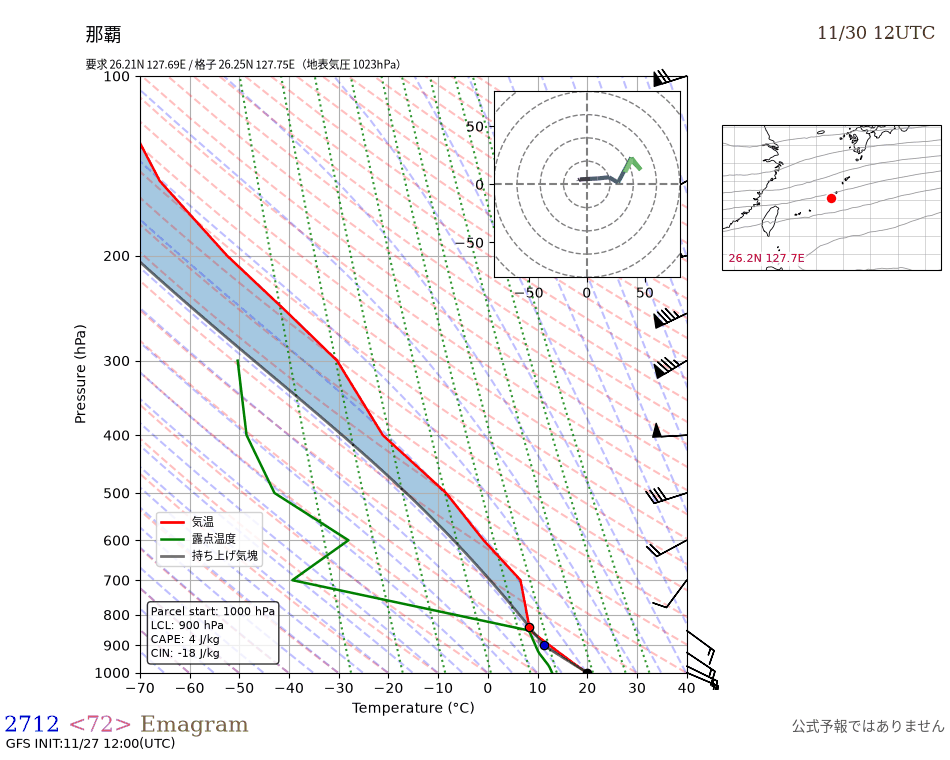 那覇
11/30 12UTC
要求 26.21N 127.69E / 格子 26.25N 127.75E（地表気圧 1023hPa）
100
200
300
400
500
600
700
800
900
1000
Pressure (hPa)
−70 −60 −50 −40 −30 −20 −10 0 10 20 30 40
Temperature (°C)
50
0
−50
−50 0 50
26.2N 127.7E
気温
露点温度
持ち上げ気塊
Parcel start: 1000 hPa
LCL: 900 hPa
CAPE: 4 J/kg
CIN: -18 J/kg
2712 <72> Emagram
公式予報ではありません
GFS INIT:11/27 12:00(UTC)